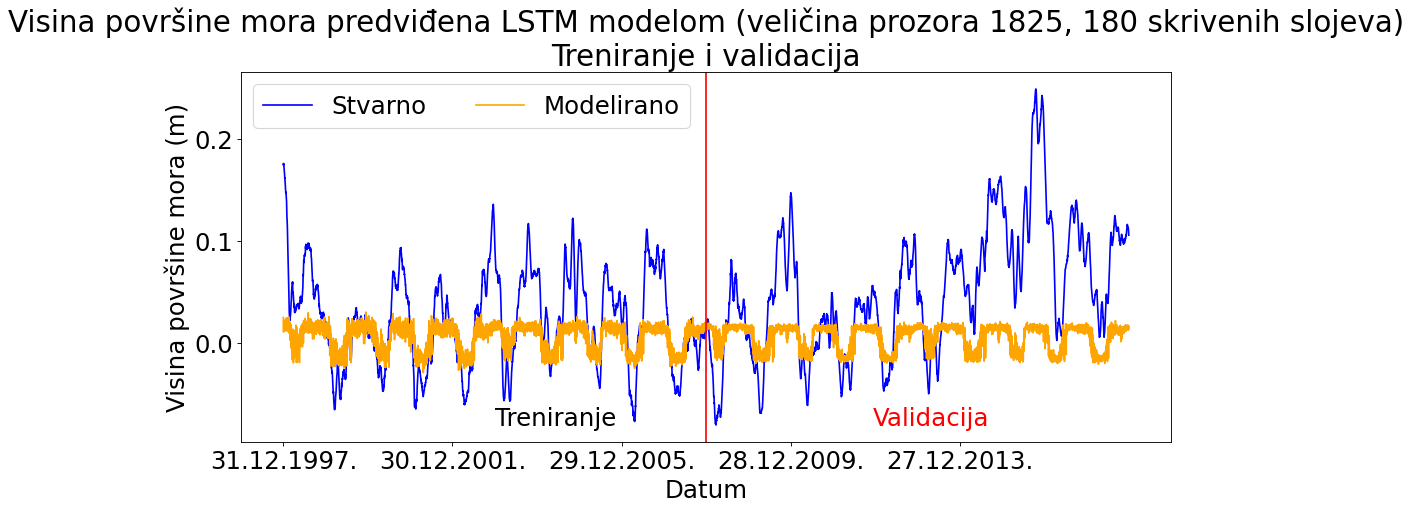 Visina površine mora predviđena LSTM modelom (veličina prozora 1825, 180 skrivenih slojeva)
Treniranje i validacija
Stvarno
Modelirano
Visina površine mora (m)
0.2
0.1
0.0
Treniranje
Validacija
31.12.1997.
30.12.2001.
29.12.2005.
28.12.2009.
27.12.2013.
Datum